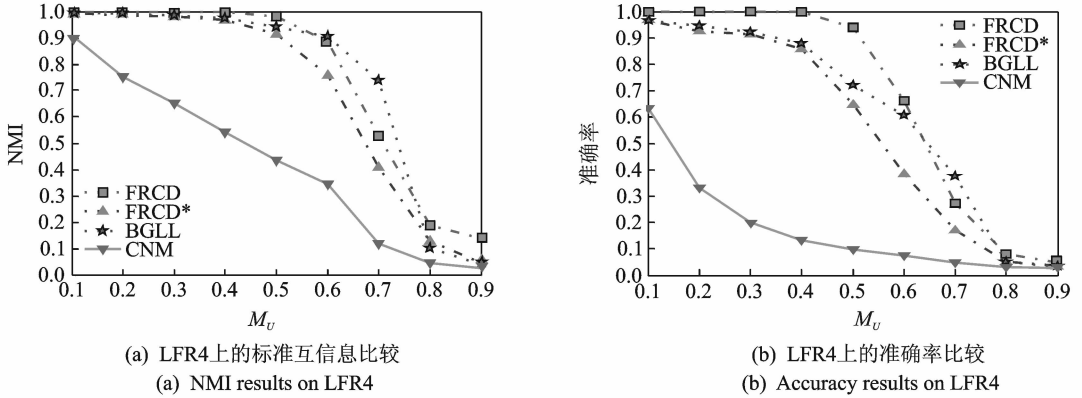 1.0
0.9
0.8
0.7
0.6
0.5
0.4
0.3
0.2
0.1
0.0
NMI
FRCD
FRCD*
BGLL
CNM
0.1 0.2 0.3 0.4 0.5 0.6 0.7 0.8 0.9
M_U
(a) LFR4上的标准互信息比较
(a) NMI results on LFR4
1.0
0.9
0.8
0.7
0.6
0.5
0.4
0.3
0.2
0.1
0.0
准确率
FRCD
FRCD*
BGLL
CNM
0.1 0.2 0.3 0.4 0.5 0.6 0.7 0.8 0.9
M_U
(b) LFR4上的准确率比较
(b) Accuracy results on LFR4